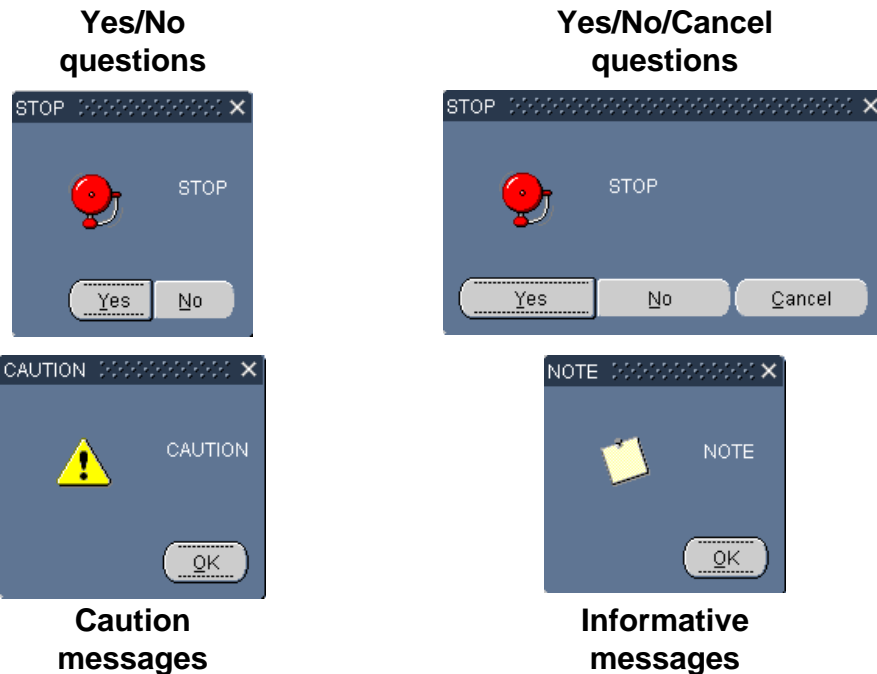 Yes/No
questions
STOP
STOP
Yes
No
Yes/No/Cancel
questions
STOP
STOP
Yes
No
Cancel
CAUTION
CAUTION
OK
Caution
messages
NOTE
NOTE
OK
Informative
messages